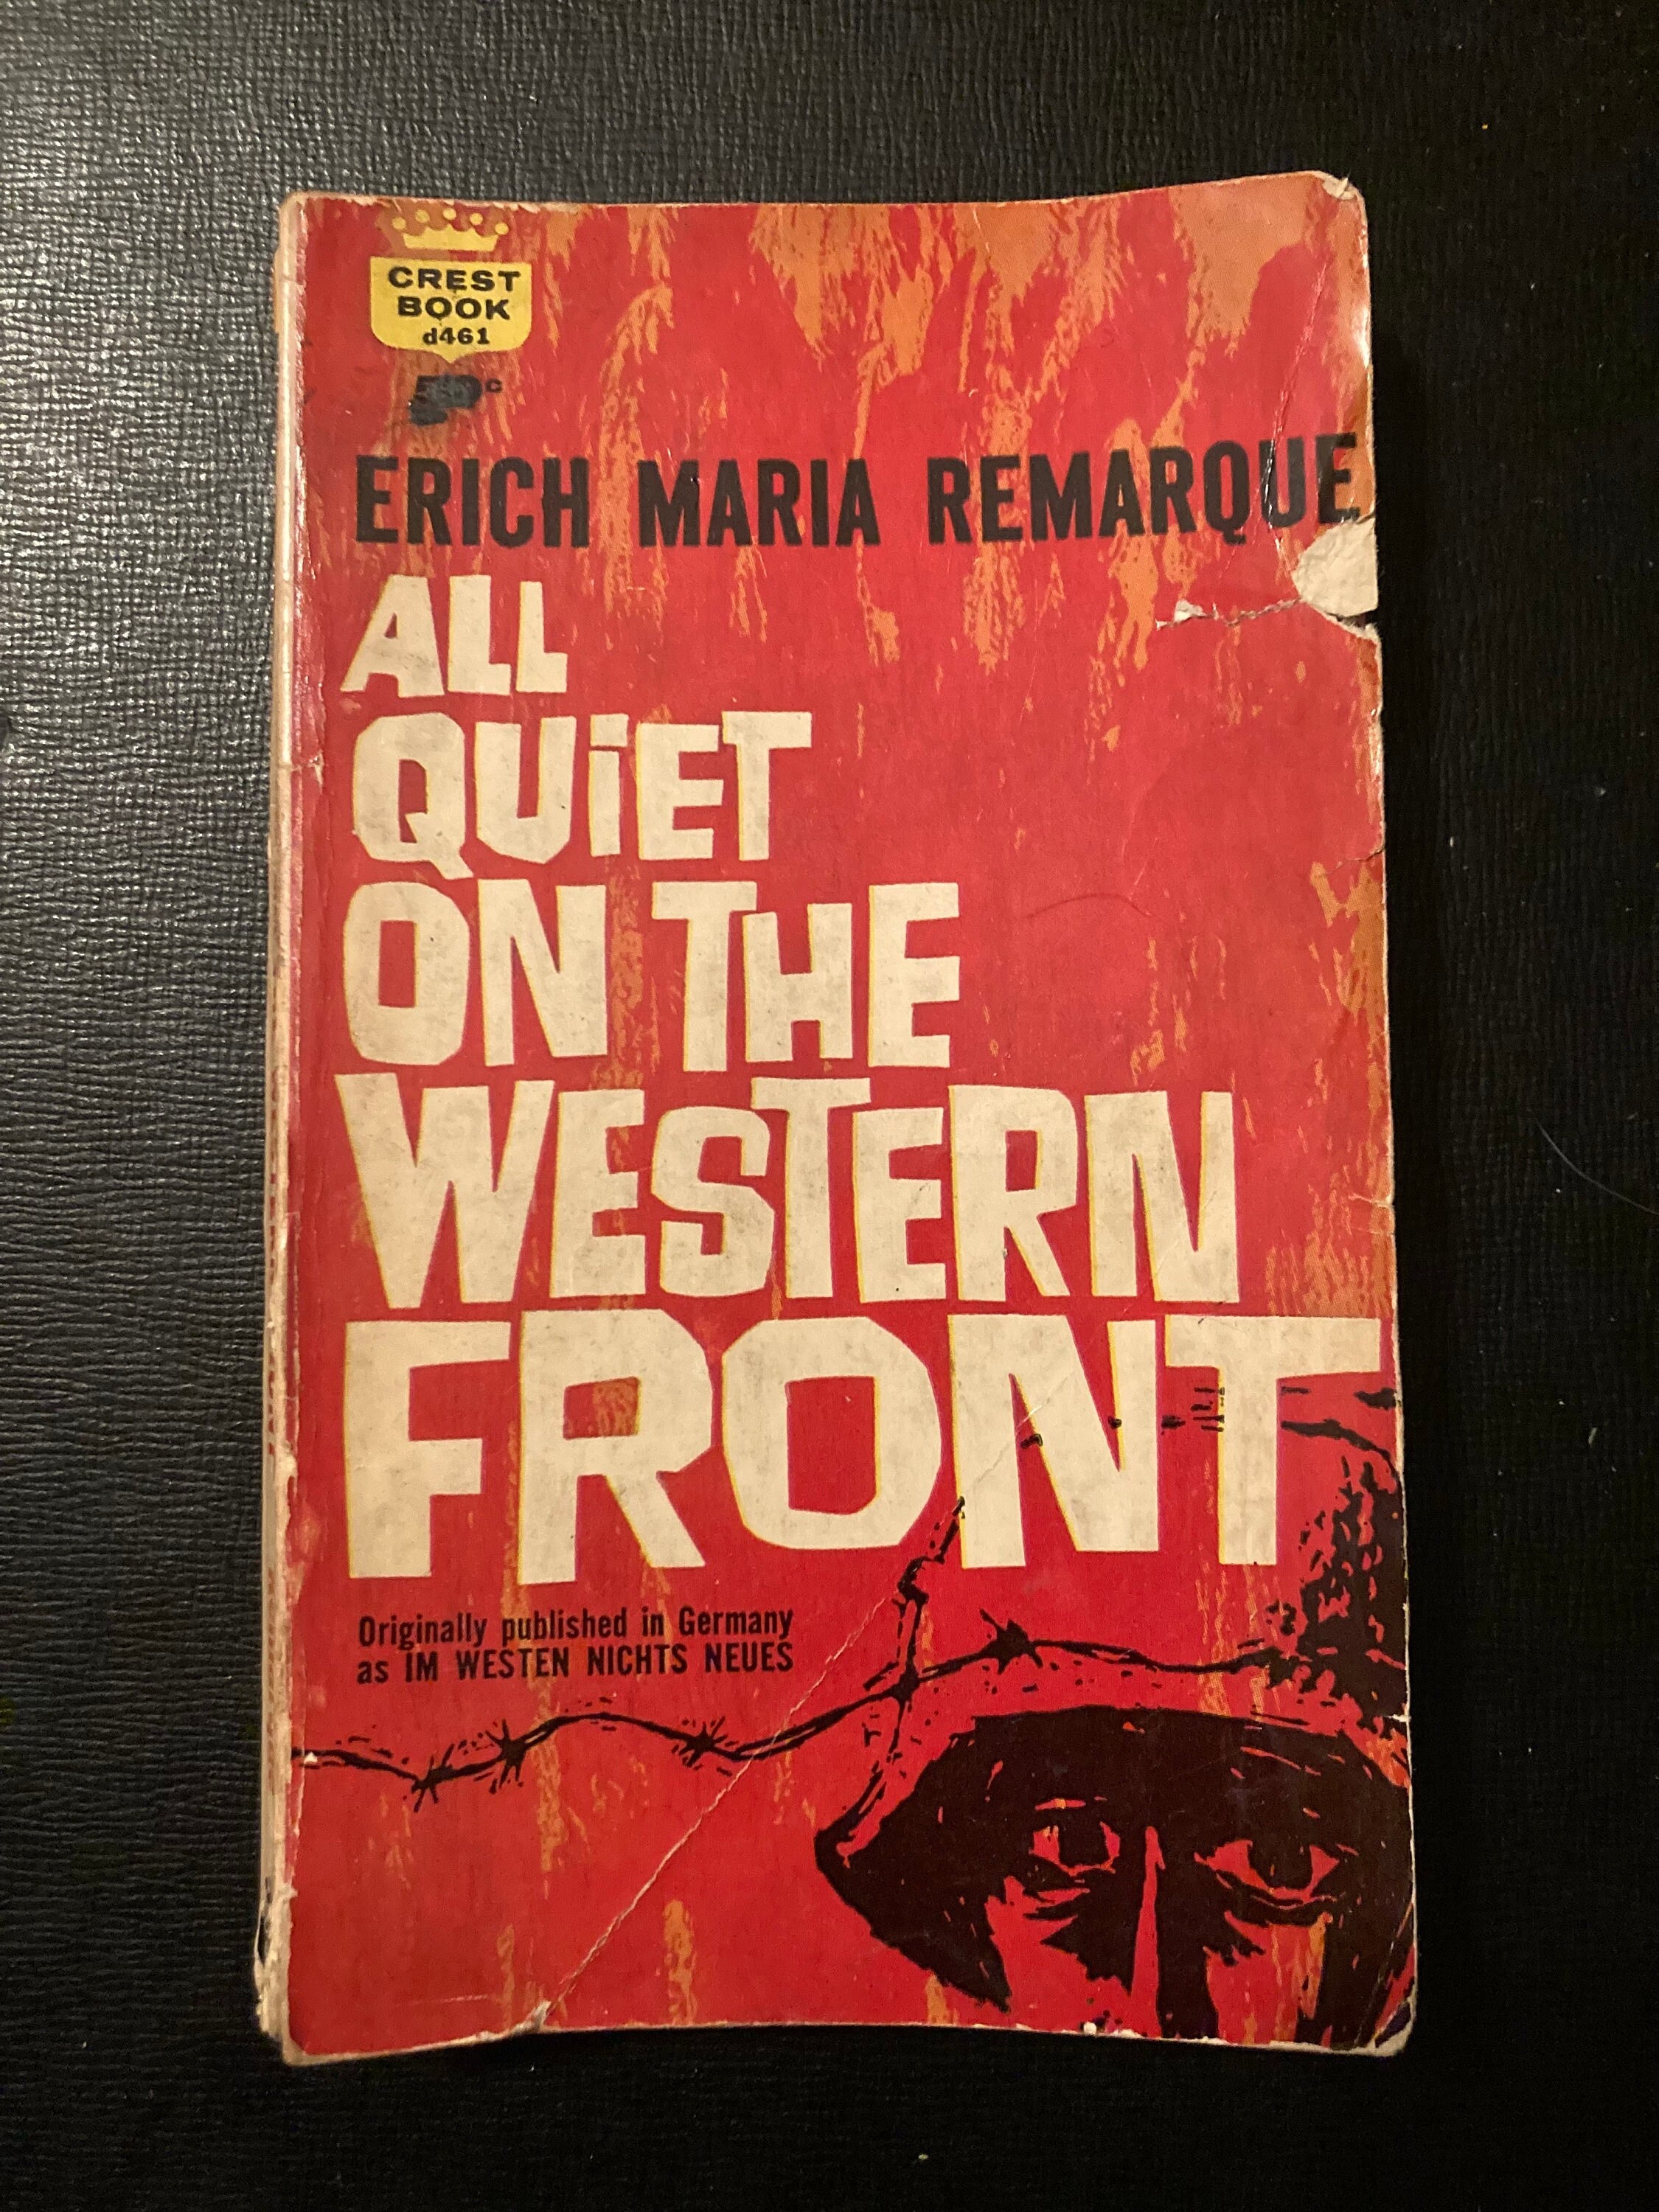 CREST
BOOK
d461
ERICH MARIA REMARQUE
ALL
QUiET
ON THE
WESTERN
FRONT
Originally published in Germany
as IM WESTEN NICHTS NEUES